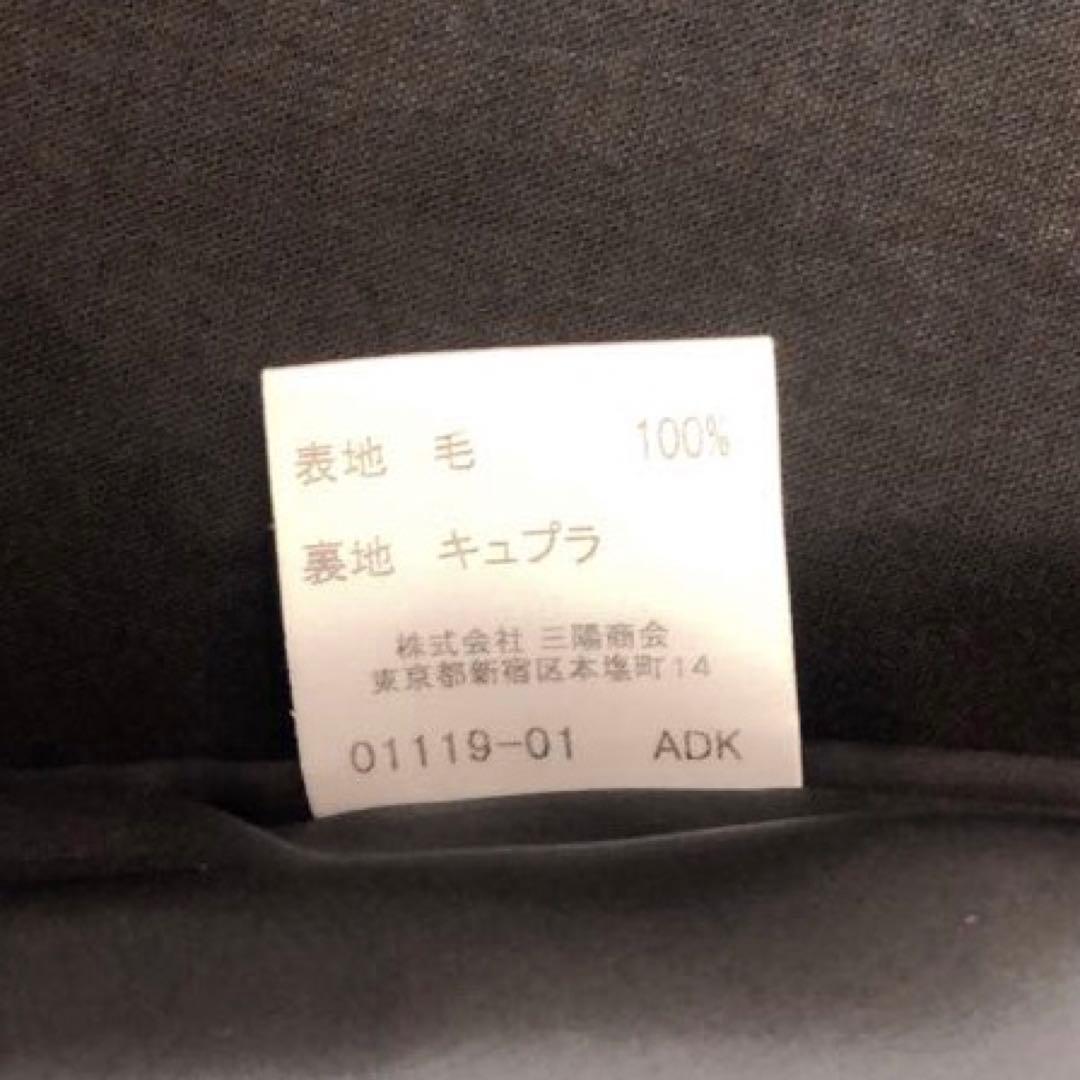 表地 毛 100%
裏地 キュプラ
株式会社 三陽商会
東京都新宿区本塩町14
01119-01 ADK